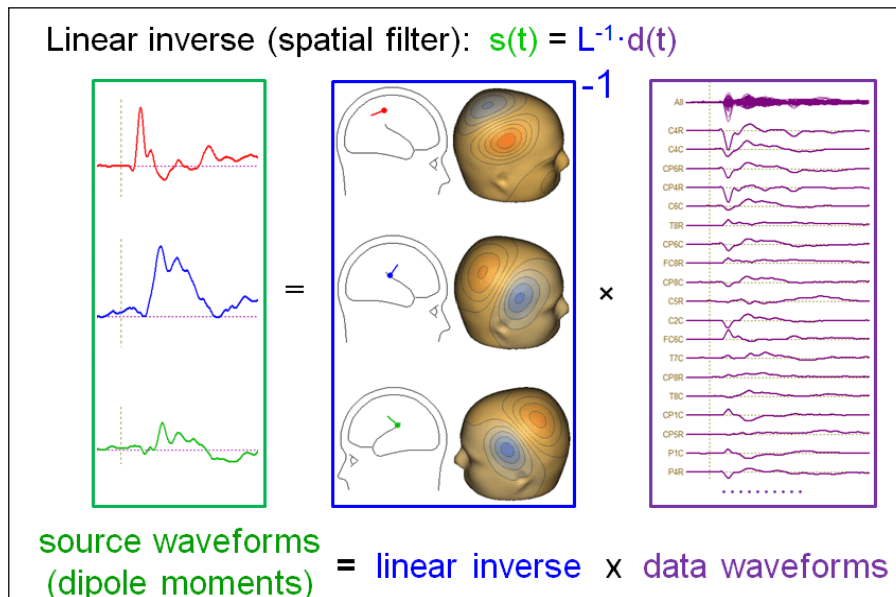 Linear inverse (spatial filter): s(t) = L⁻¹·d(t)
-1
All
C4R
C4C
CP6R
CP4R
C6C
T8R
CP6C
FC8R
CP8C
C5R
C2C
FC6C
T7C
CP8R
T8C
CP1C
CP5R
P1C
P4R
= ×
source waveforms
(dipole moments) = linear inverse x data waveforms